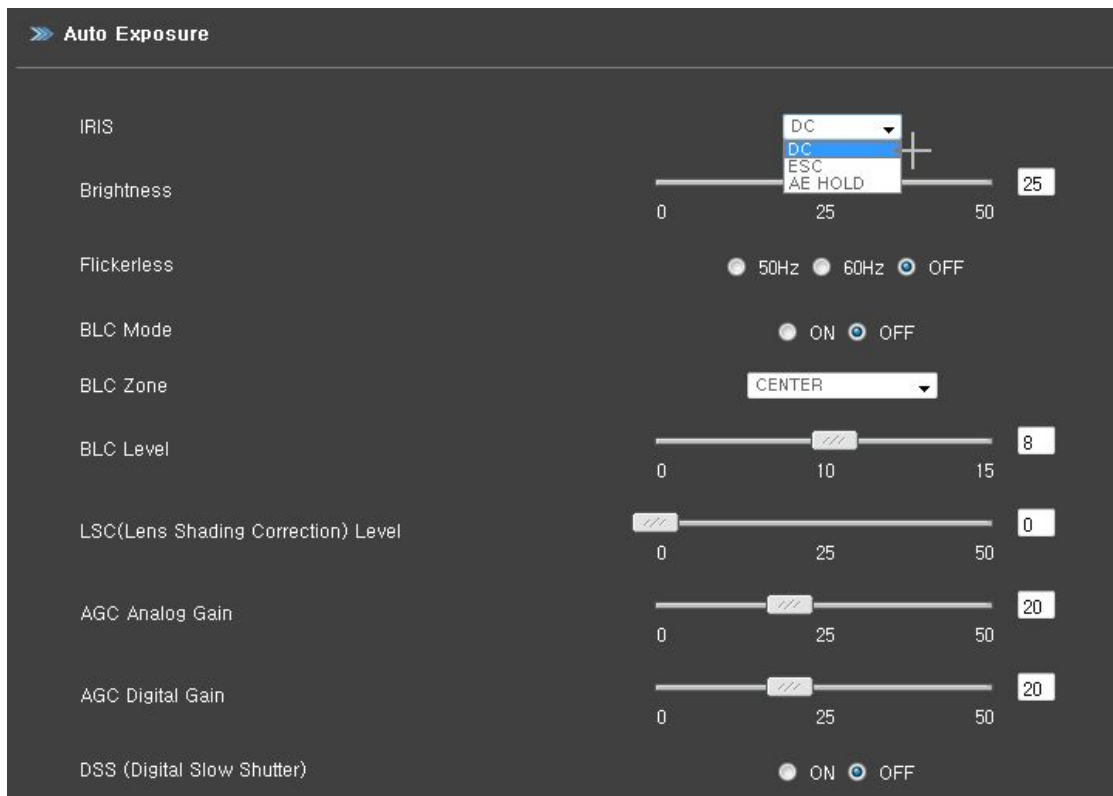 Auto Exposure
IRIS
DC
DC
ESC
AE HOLD
Brightness
25
0 25 50
Flickerless
50Hz 60Hz OFF
BLC Mode
ON OFF
BLC Zone
CENTER
BLC Level
8
0 10 15
LSC(Lens Shading Correction) Level
0
0 25 50
AGC Analog Gain
20
0 25 50
AGC Digital Gain
20
0 25 50
DSS (Digital Slow Shutter)
ON OFF